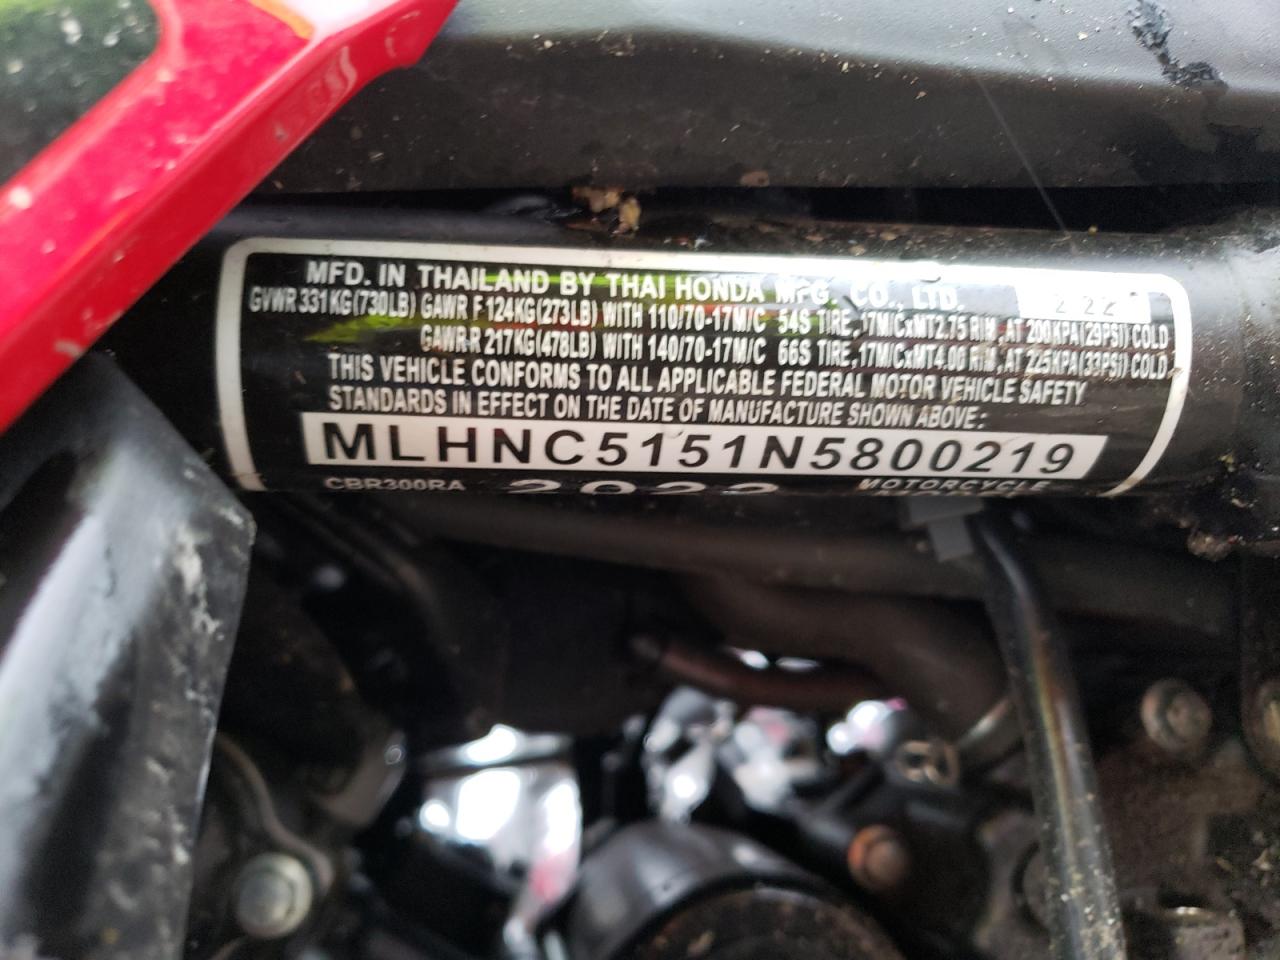 MFD. IN THAILAND BY THAI HONDA MFG. CO., LTD. 2 22
GVWR 331KG(730LB) GAWR F 124KG(273LB) WITH 110/70-17M/C 54S TIRE, 17M/CxMT2.75 RIM, AT 200KPA(29PSI) COLD
GAWR R 217KG(478LB) WITH 140/70-17M/C 66S TIRE, 17M/CxMT4.00 RIM, AT 225KPA(33PSI) COLD
THIS VEHICLE CONFORMS TO ALL APPLICABLE FEDERAL MOTOR VEHICLE SAFETY
STANDARDS IN EFFECT ON THE DATE OF MANUFACTURE SHOWN ABOVE:
MLHNC5151N5800219
CBR300RA 2022 MOTORCYCLE